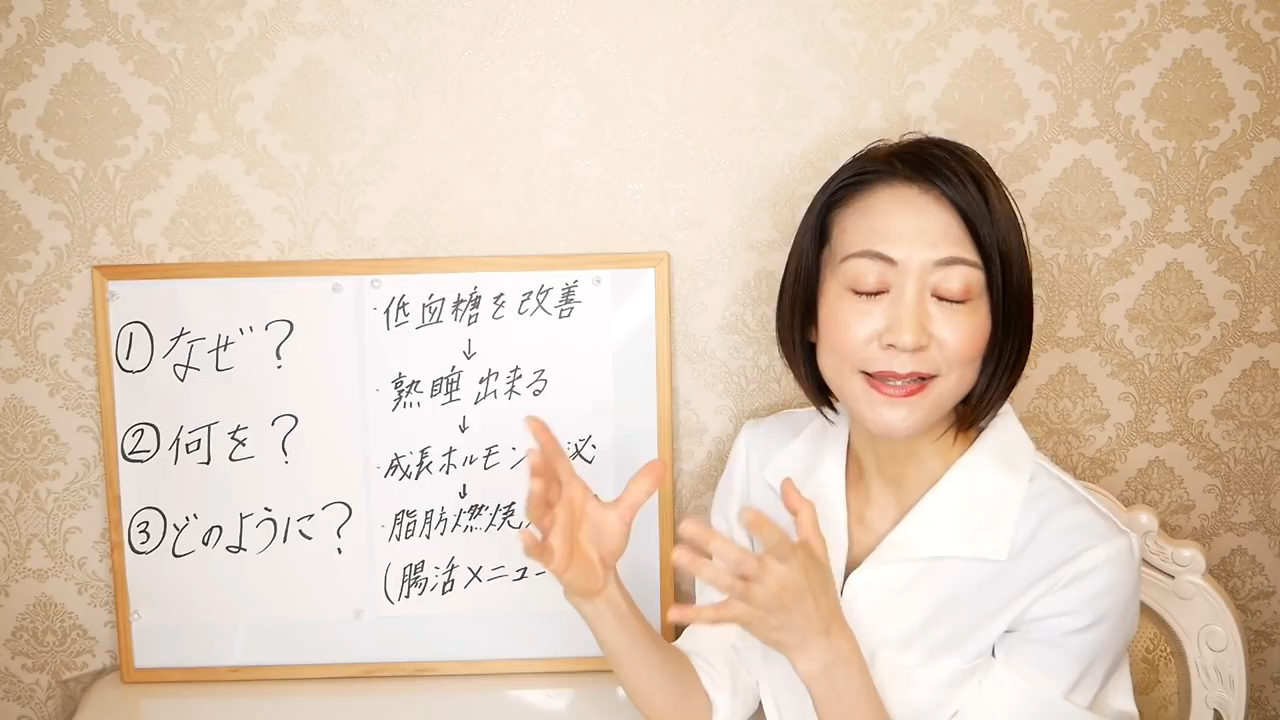 ①なぜ?
②何を?
③どのように?
・低血糖を改善
↓
・熟睡出来る
↓
・成長ホルモン 泌
↓
・脂肪燃焼
(腸活メニュー